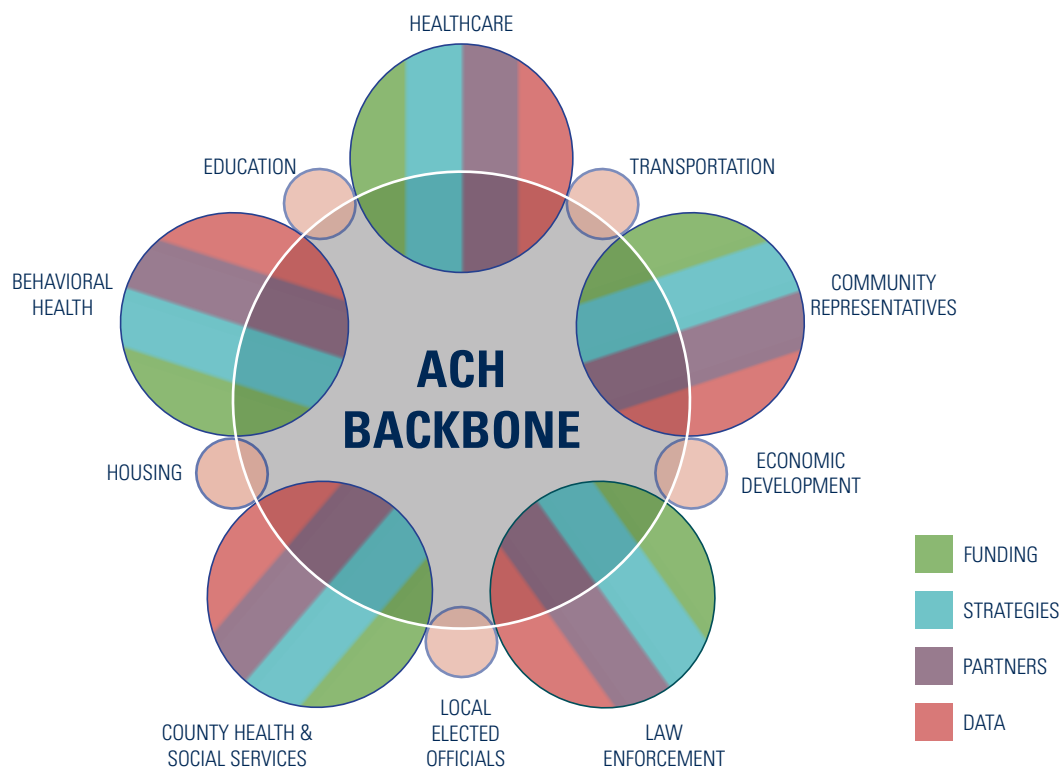 HEALTHCARE
EDUCATION
TRANSPORTATION
BEHAVIORAL
HEALTH
COMMUNITY
REPRESENTATIVES
ACH
BACKBONE
HOUSING
ECONOMIC
DEVELOPMENT
COUNTY HEALTH &
SOCIAL SERVICES
LOCAL
ELECTED
OFFICIALS
LAW
ENFORCEMENT
FUNDING
STRATEGIES
PARTNERS
DATA